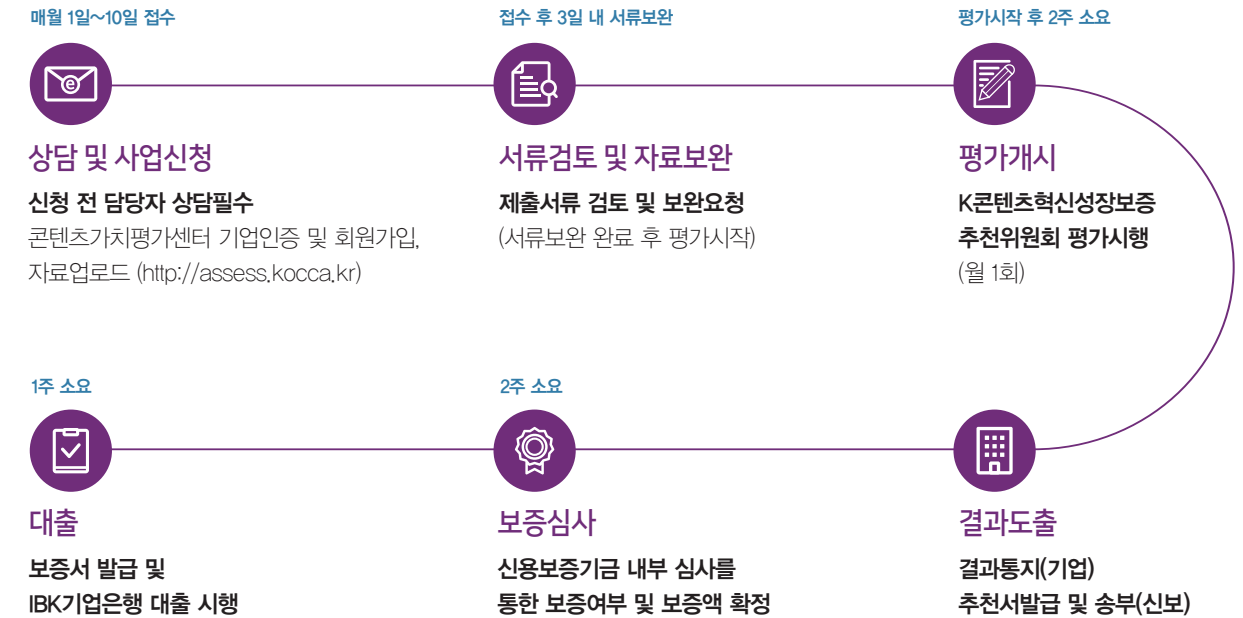 매월 1일~10일 접수
상담 및 사업신청
신청 전 담당자 상담필수
콘텐츠가치평가센터 기업인증 및 회원가입,
자료업로드 (http://assess.kocca.kr)
접수 후 3일 내 서류보완
서류검토 및 자료보완
제출서류 검토 및 보완요청
(서류보완 완료 후 평가시작)
평가시작 후 2주 소요
평가개시
K콘텐츠혁신성장보증
추천위원회 평가시행
(월 1회)
결과도출
결과통지(기업)
추천서발급 및 송부(신보)
2주 소요
보증심사
신용보증기금 내부 심사를
통한 보증여부 및 보증액 확정
1주 소요
대출
보증서 발급 및
IBK기업은행 대출 시행